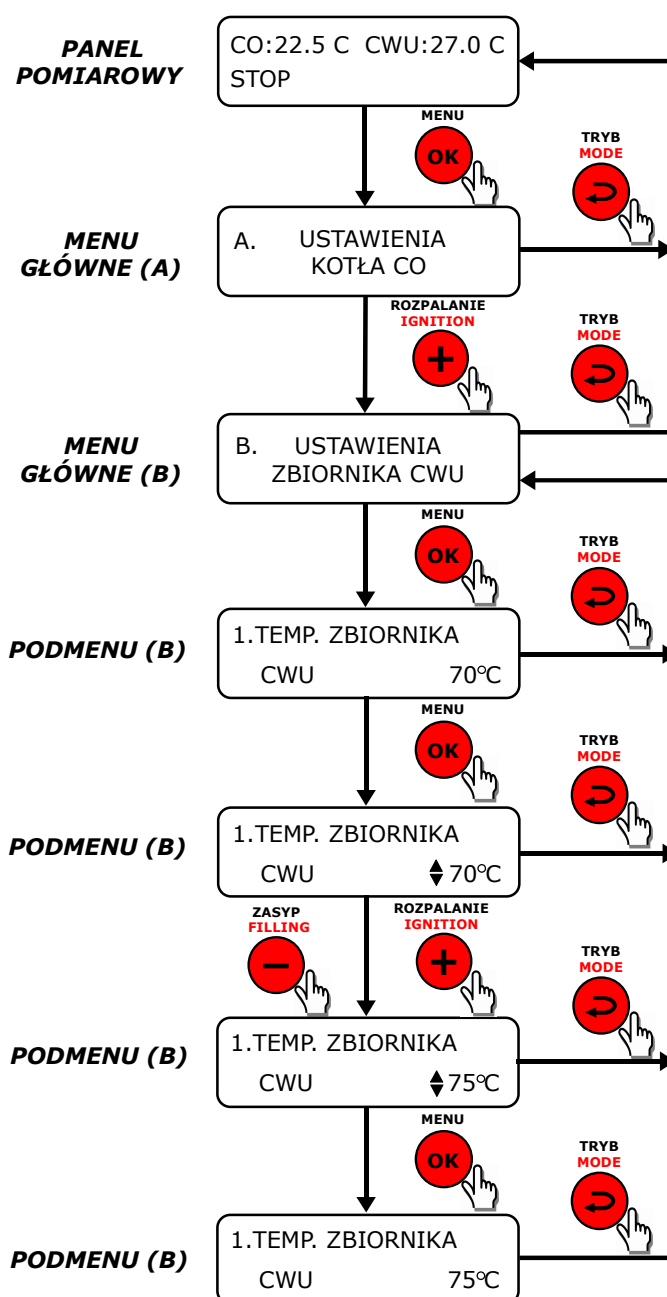 PANEL
POMIAROWY
CO:22.5 C CWU:27.0 C
STOP
MENU
OK
TRYB
MODE
MENU
GŁÓWNE (A)
A. USTAWIENIA
KOTŁA CO
ROZPALANIE
IGNITION
+
TRYB
MODE
MENU
GŁÓWNE (B)
B. USTAWIENIA
ZBIORNIKA CWU
MENU
OK
TRYB
MODE
PODMENU (B)
1.TEMP. ZBIORNIKA
CWU 70°C
MENU
OK
TRYB
MODE
PODMENU (B)
1.TEMP. ZBIORNIKA
CWU 70°C
ZASYP
FILLING
−
ROZPALANIE
IGNITION
+
TRYB
MODE
PODMENU (B)
1.TEMP. ZBIORNIKA
CWU 75°C
MENU
OK
TRYB
MODE
PODMENU (B)
1.TEMP. ZBIORNIKA
CWU 75°C